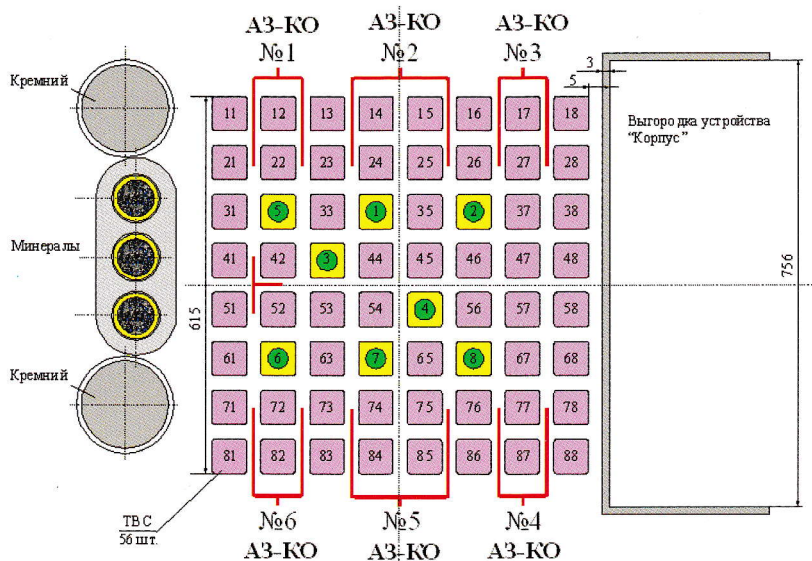 АЗ-КО АЗ-КО АЗ-КО
№1 №2 №3
Кремний
3
5
11 12 13 14 15 16 17 18
Выгородка устройства
“Корпус”
21 22 23 24 25 26 27 28
31 5 33 1 35 2 37 38
Минералы
41 42 3 44 45 46 47 48
756
51 52 53 54 4 56 57 58
615
61 6 63 7 65 8 67 68
Кремний
71 72 73 74 75 76 77 78
81 82 83 84 85 86 87 88
ТВС
56 шт.
№6 №5 №4
АЗ-КО АЗ-КО АЗ-КО